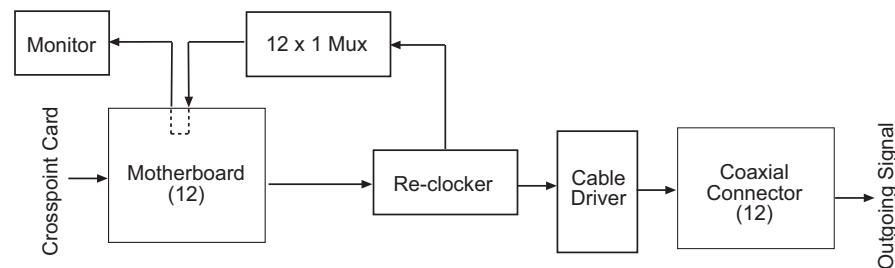 Monitor
12 x 1 Mux
Crosspoint Card
Motherboard
(12)
Re-clocker
Cable
Driver
Coaxial
Connector
(12)
Outgoing Signal